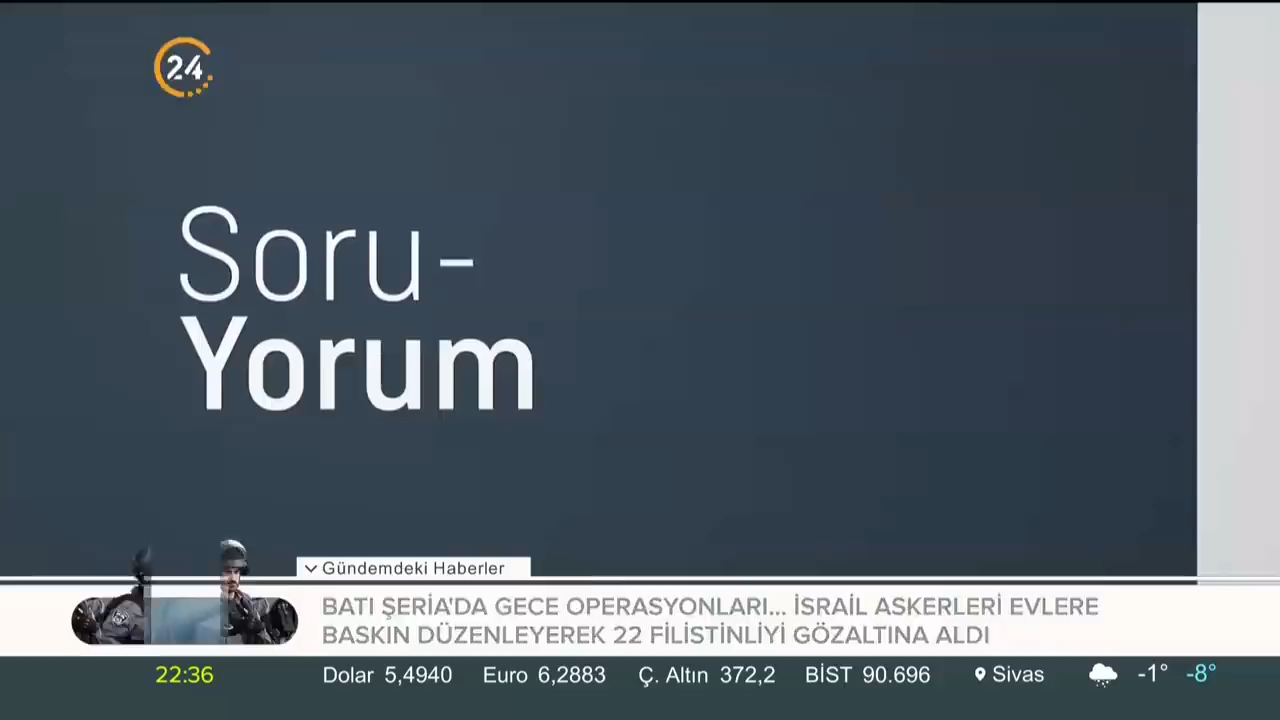 24
Soru-
Yorum
Gündemdeki Haberler
BATI ŞERİA'DA GECE OPERASYONLARI... İSRAİL ASKERLERİ EVLERE
BASKIN DÜZENLEYEREK 22 FİLİSTİNLİYİ GÖZALTINA ALDI
22:36 Dolar 5,4940 Euro 6,2883 Ç. Altın 372,2 BİST 90.696 Sivas -1° -8°